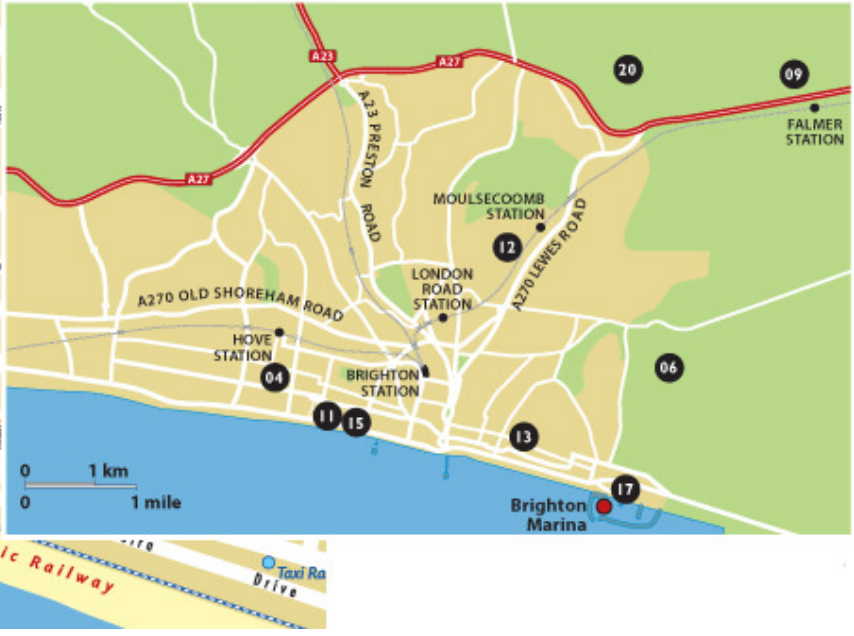 A23
A27
20
09
FALMER
STATION
A23 PRESTON ROAD
A27
MOULSECOOMB
STATION
12
A270 LEWES ROAD
LONDON
ROAD
STATION
A270 OLD SHOREHAM ROAD
HOVE
STATION
04
BRIGHTON
STATION
06
11
15
13
0 1 km
0 1 mile
17
Brighton
Marina
ic Railway
Taxi Ra
Drive